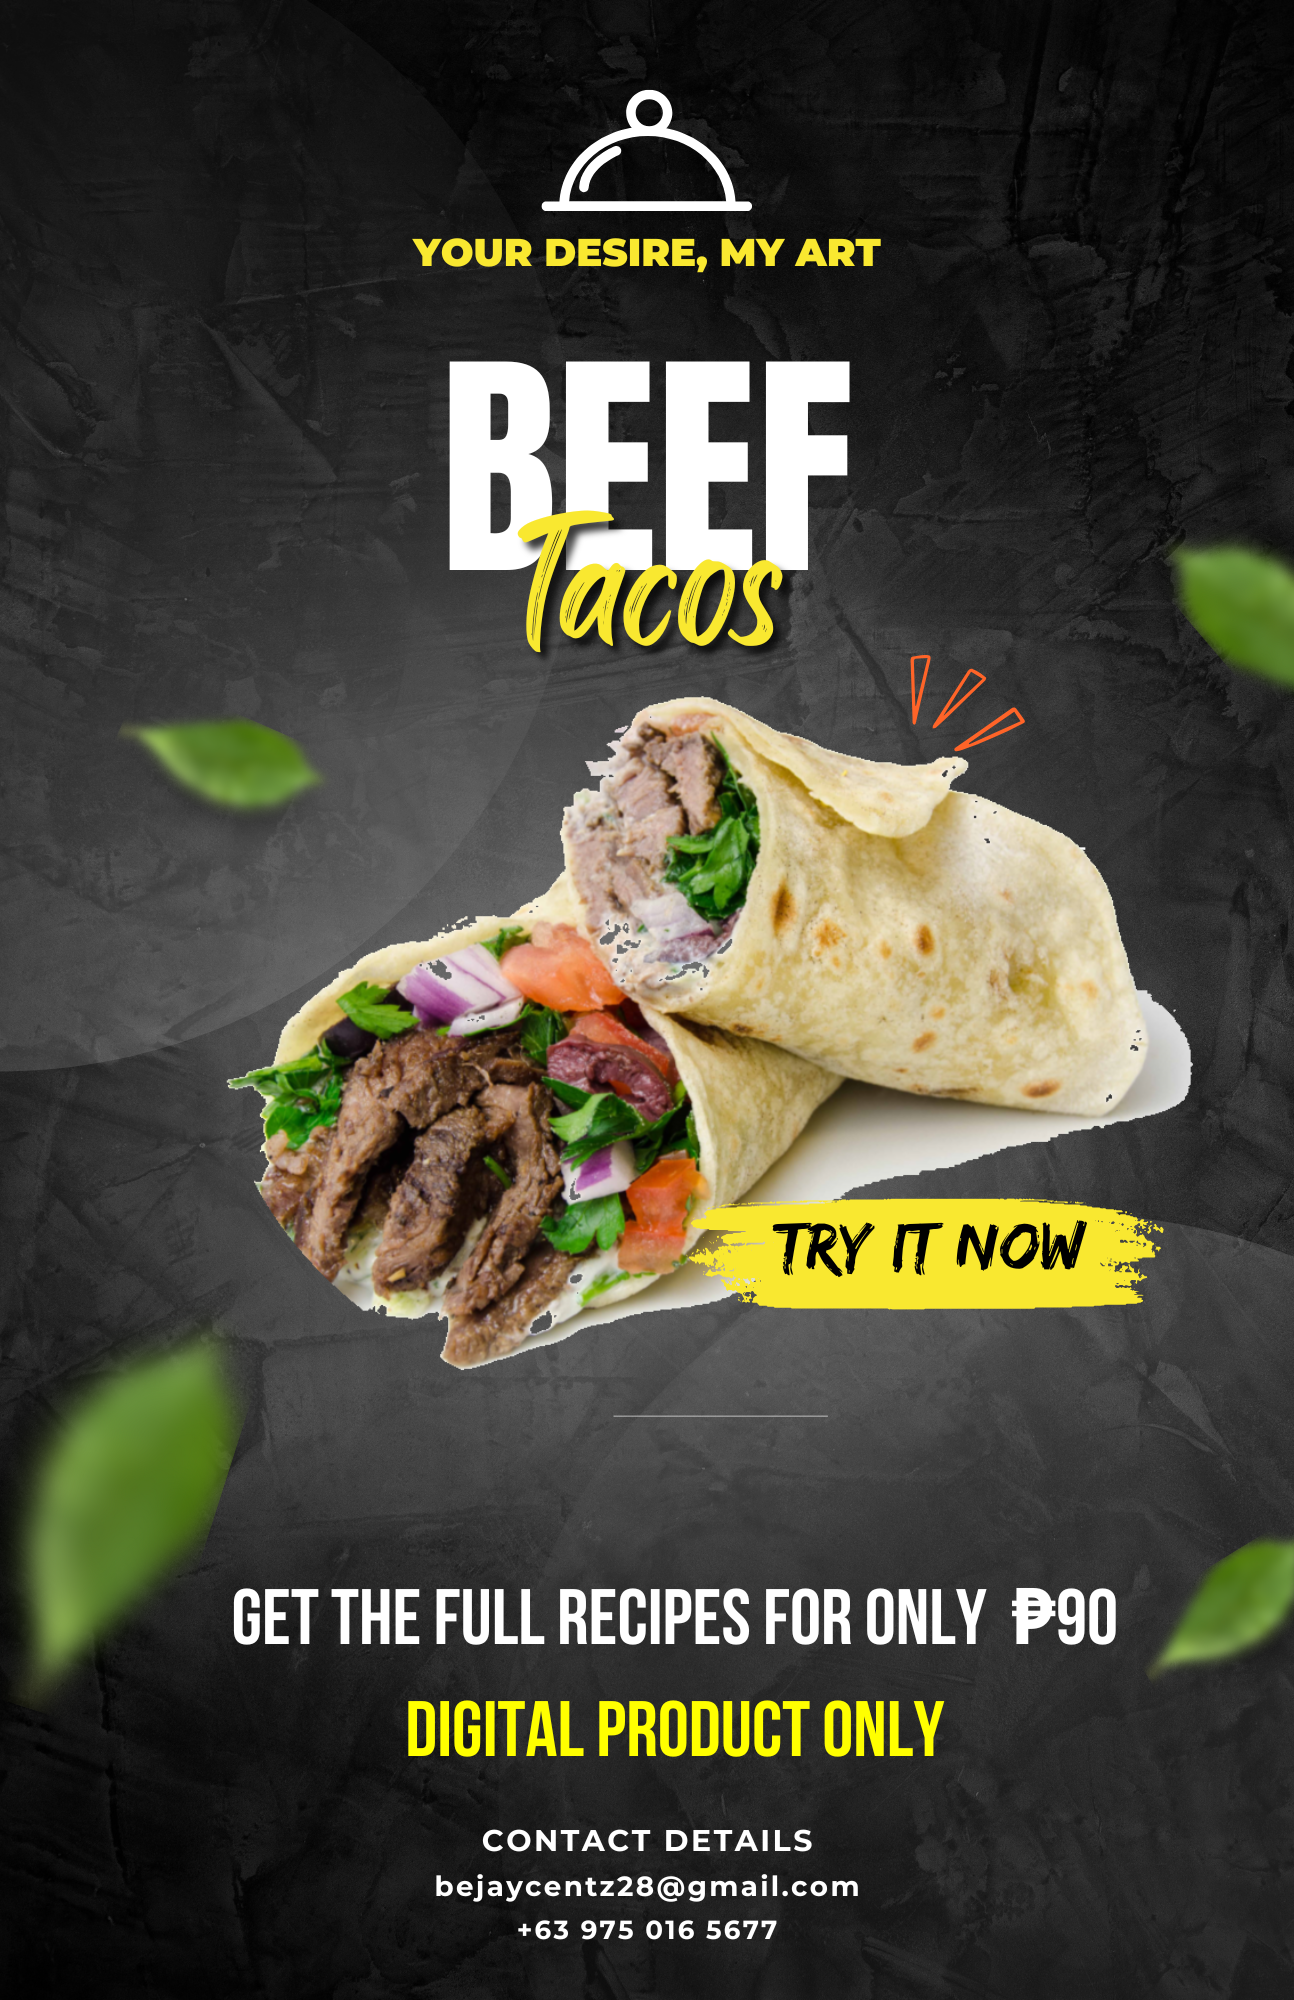 YOUR DESIRE, MY ART
BEEF
Tacos
TRY IT NOW
GET THE FULL RECIPES FOR ONLY ₱90
DIGITAL PRODUCT ONLY
CONTACT DETAILS
bejaycentz28@gmail.com
+63 975 016 5677